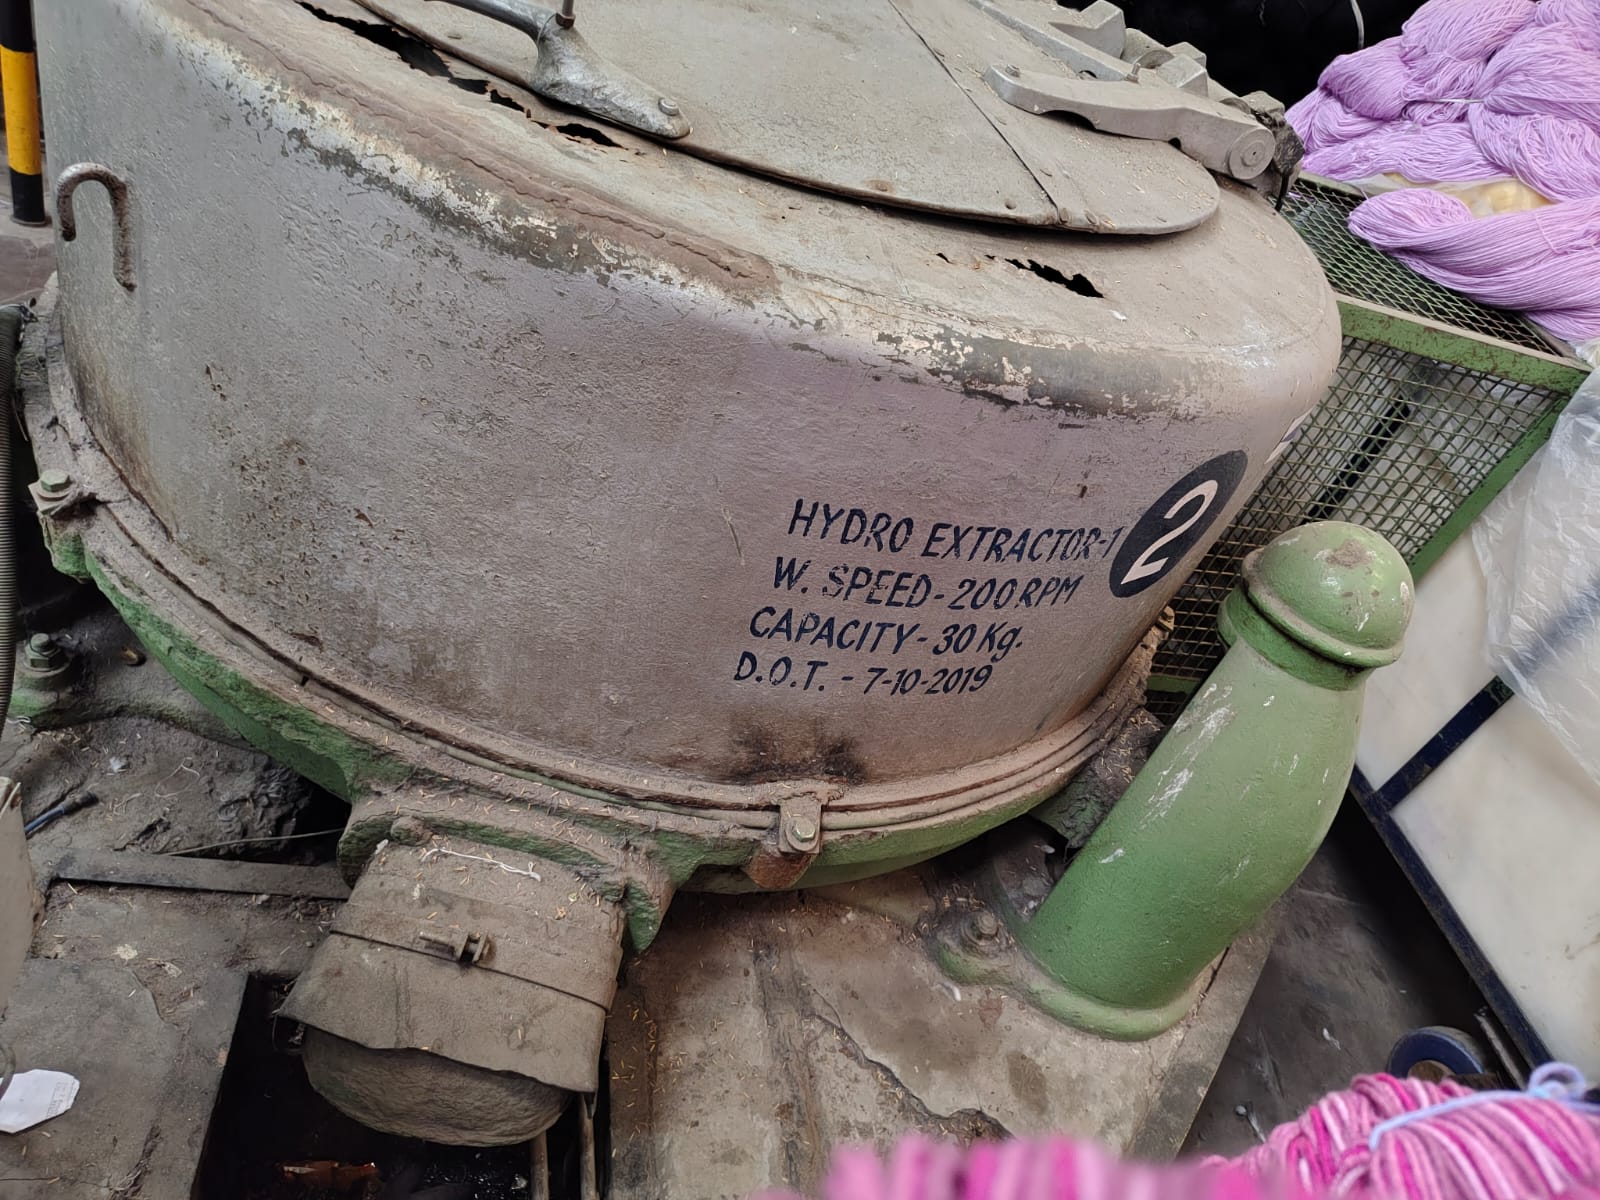 HYDRO EXTRACTOR-1
2
W. SPEED - 200 RPM
CAPACITY - 30 Kg.
D.O.T. - 7-10-2019